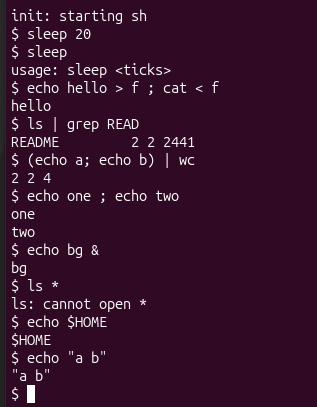 init: starting sh
$ sleep 20
$ sleep
usage: sleep <ticks>
$ echo hello > f ; cat < f
hello
$ ls | grep READ
README         2 2 2441
$ (echo a; echo b) | wc
2 2 4
$ echo one ; echo two
one
two
$ echo bg &
bg
$ ls *
ls: cannot open *
$ echo $HOME
$HOME
$ echo "a b"
"a b"
$